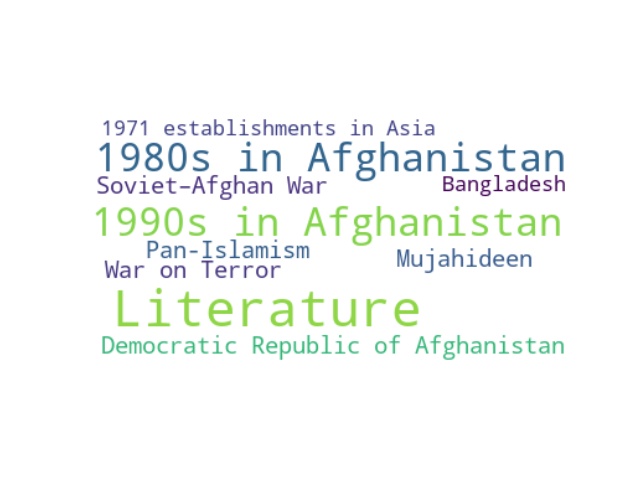 1971 establishments in Asia
1980s in Afghanistan
Soviet–Afghan War
Bangladesh
1990s in Afghanistan
Pan-Islamism
Mujahideen
War on Terror
Literature
Democratic Republic of Afghanistan